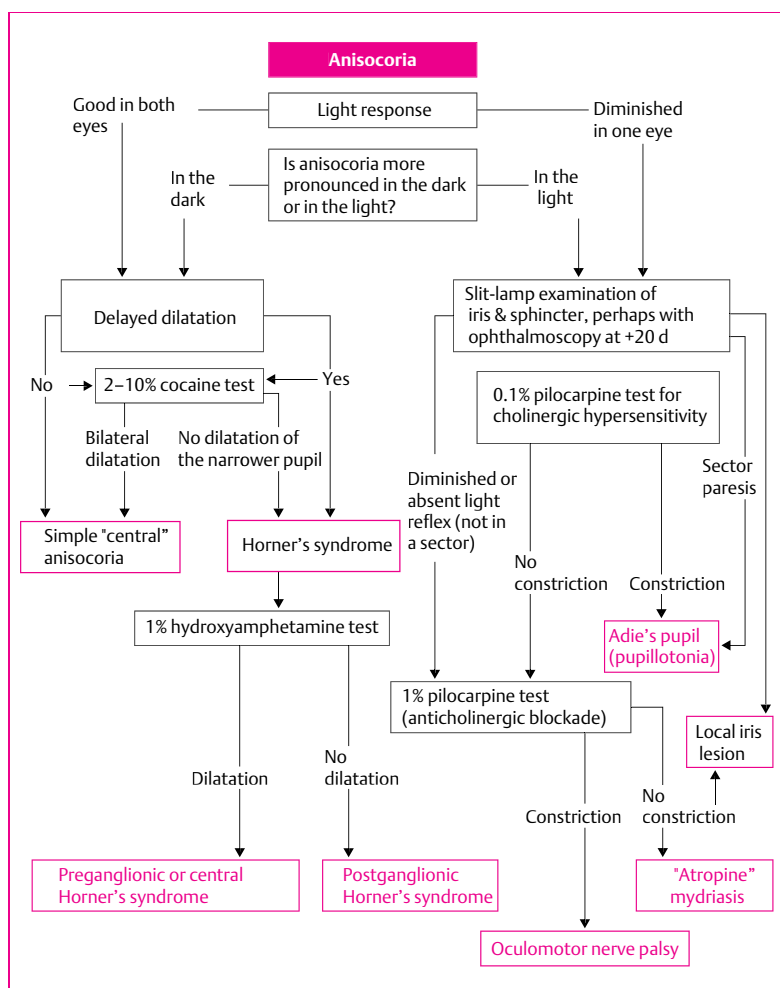 Anisocoria
Good in both
eyes
Light response
Diminished
in one eye
In the
dark
Is anisocoria more
pronounced in the dark
or in the light?
In the
light
Delayed dilatation
Slit-lamp examination of
iris & sphincter, perhaps with
ophthalmoscopy at +20 d
No
2–10% cocaine test
Yes
0.1% pilocarpine test for
cholinergic hypersensitivity
Bilateral
dilatation
No dilatation of
the narrower pupil
Diminished or
absent light
reflex (not in
a sector)
Sector
paresis
Simple "central”
anisocoria
Horner's syndrome
No
constriction
Constriction
1% hydroxyamphetamine test
Adie's pupil
(pupillotonia)
1% pilocarpine test
(anticholinergic blockade)
Local iris
lesion
Dilatation
No
dilatation
Constriction
No
constriction
Preganglionic or central
Horner's syndrome
Postganglionic
Horner's syndrome
"Atropine”
mydriasis
Oculomotor nerve palsy